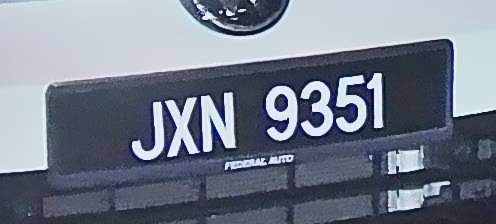 JXN 9351
FEDERAL AUTO